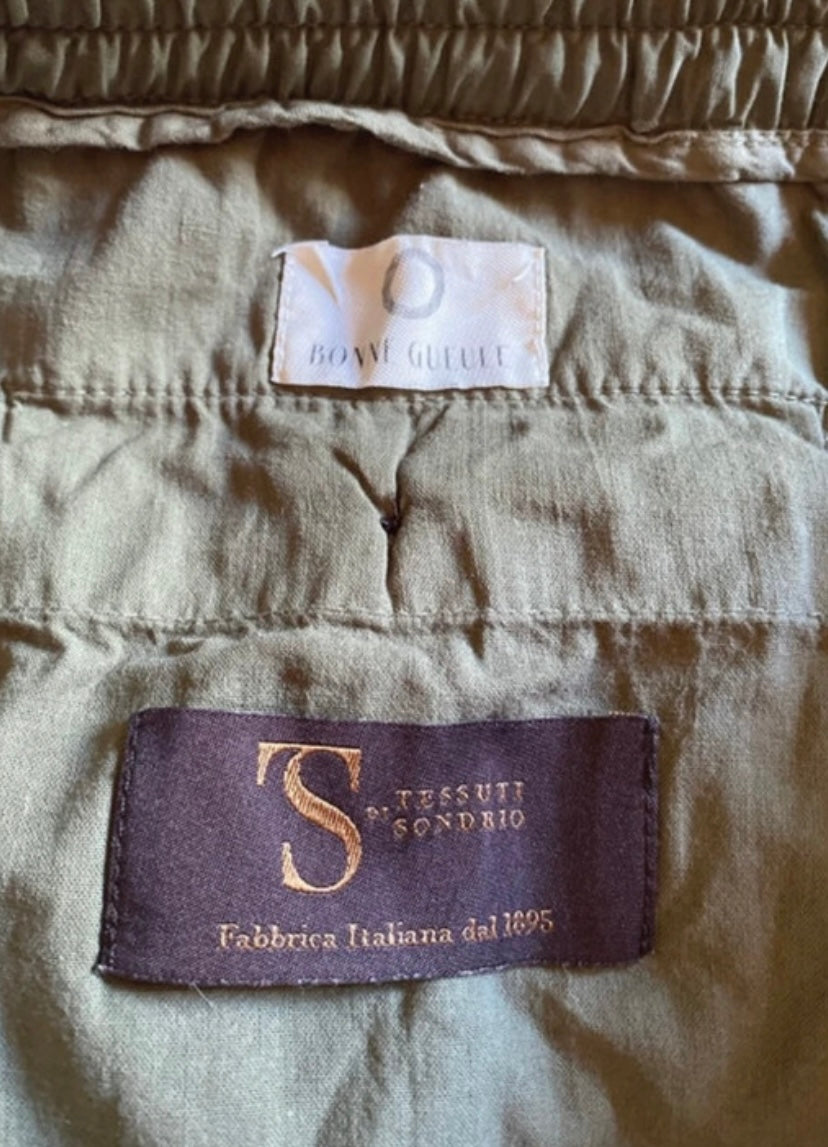 BONNE GUEULE
TS
DI TESSUTI
SONDRIO
Fabbrica Italiana dal 1895